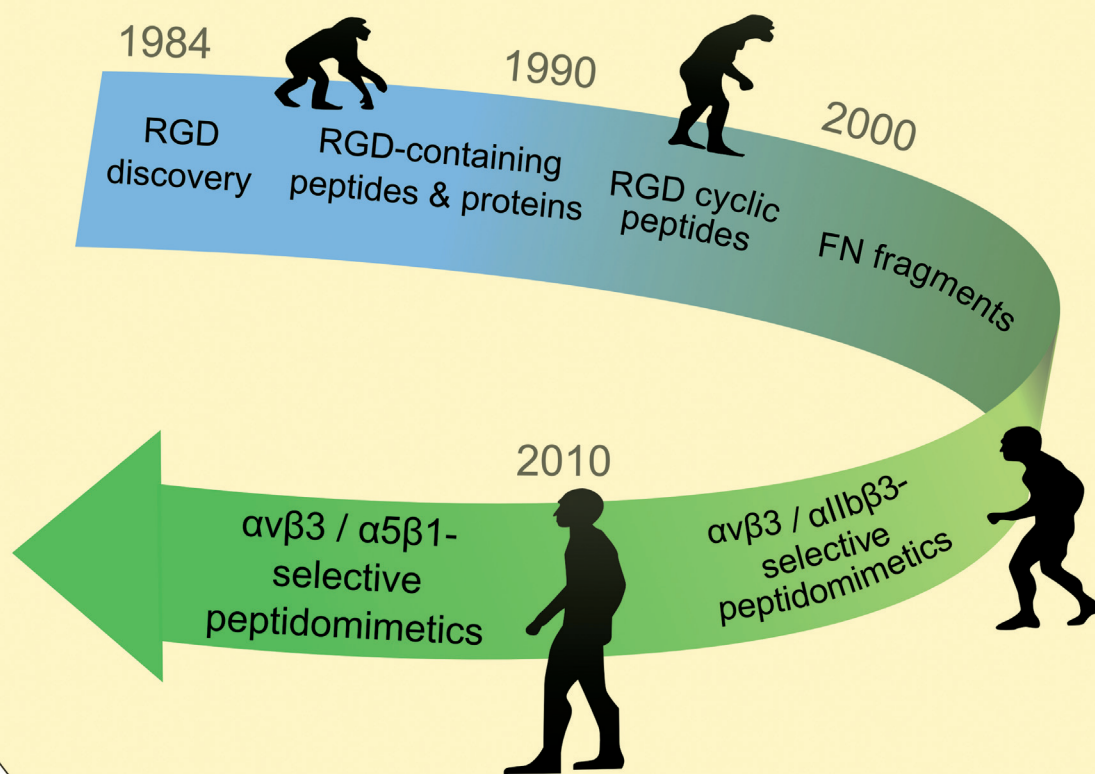 1984
RGD
discovery
RGD-containing
peptides & proteins
1990
RGD cyclic
peptides
2000
FN fragments
αvβ3 / αIIbβ3-
selective
peptidomimetics
2010
αvβ3 / α5β1-
selective
peptidomimetics